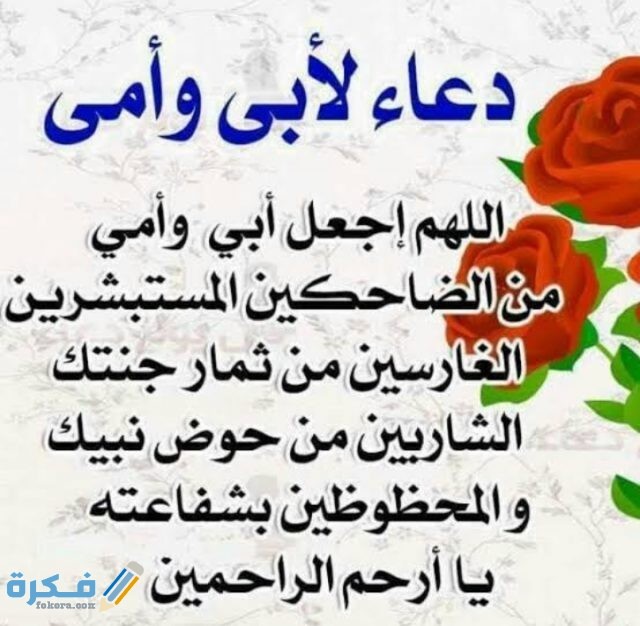 دعاء لأبى وأمى
اللهم إجعل أبي وأمي
من الضاحكين المستبشرين
الغارسين من ثمار جنتك
الشاربين من حوض نبيك
والمحظوظين بشفاعته
يا أرحم الراحمين
فكرة
fekera.com